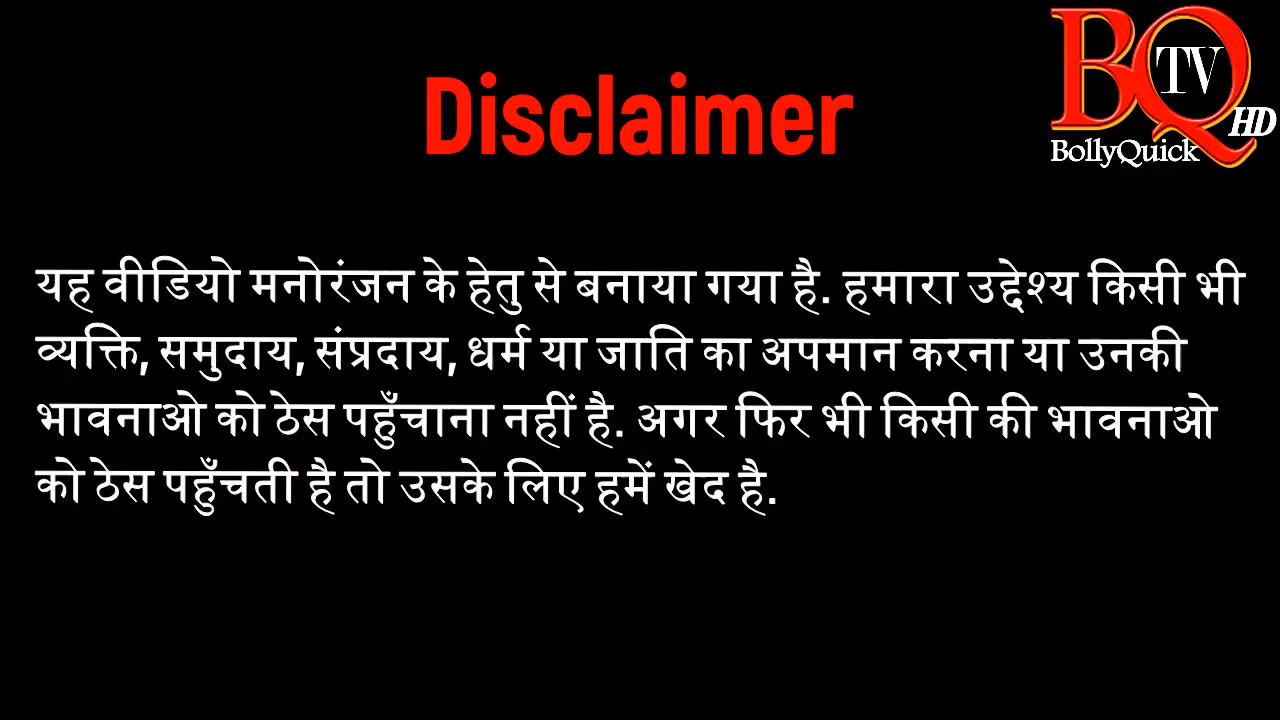 Disclaimer
BQ
TV
HD
BollyQuick
यह वीडियो मनोरंजन के हेतु से बनाया गया है. हमारा उद्देश्य किसी भी
व्यक्ति, समुदाय, संप्रदाय, धर्म या जाति का अपमान करना या उनकी
भावनाओ को ठेस पहुँचाना नहीं है. अगर फिर भी किसी की भावनाओ
को ठेस पहुँचती है तो उसके लिए हमें खेद है.